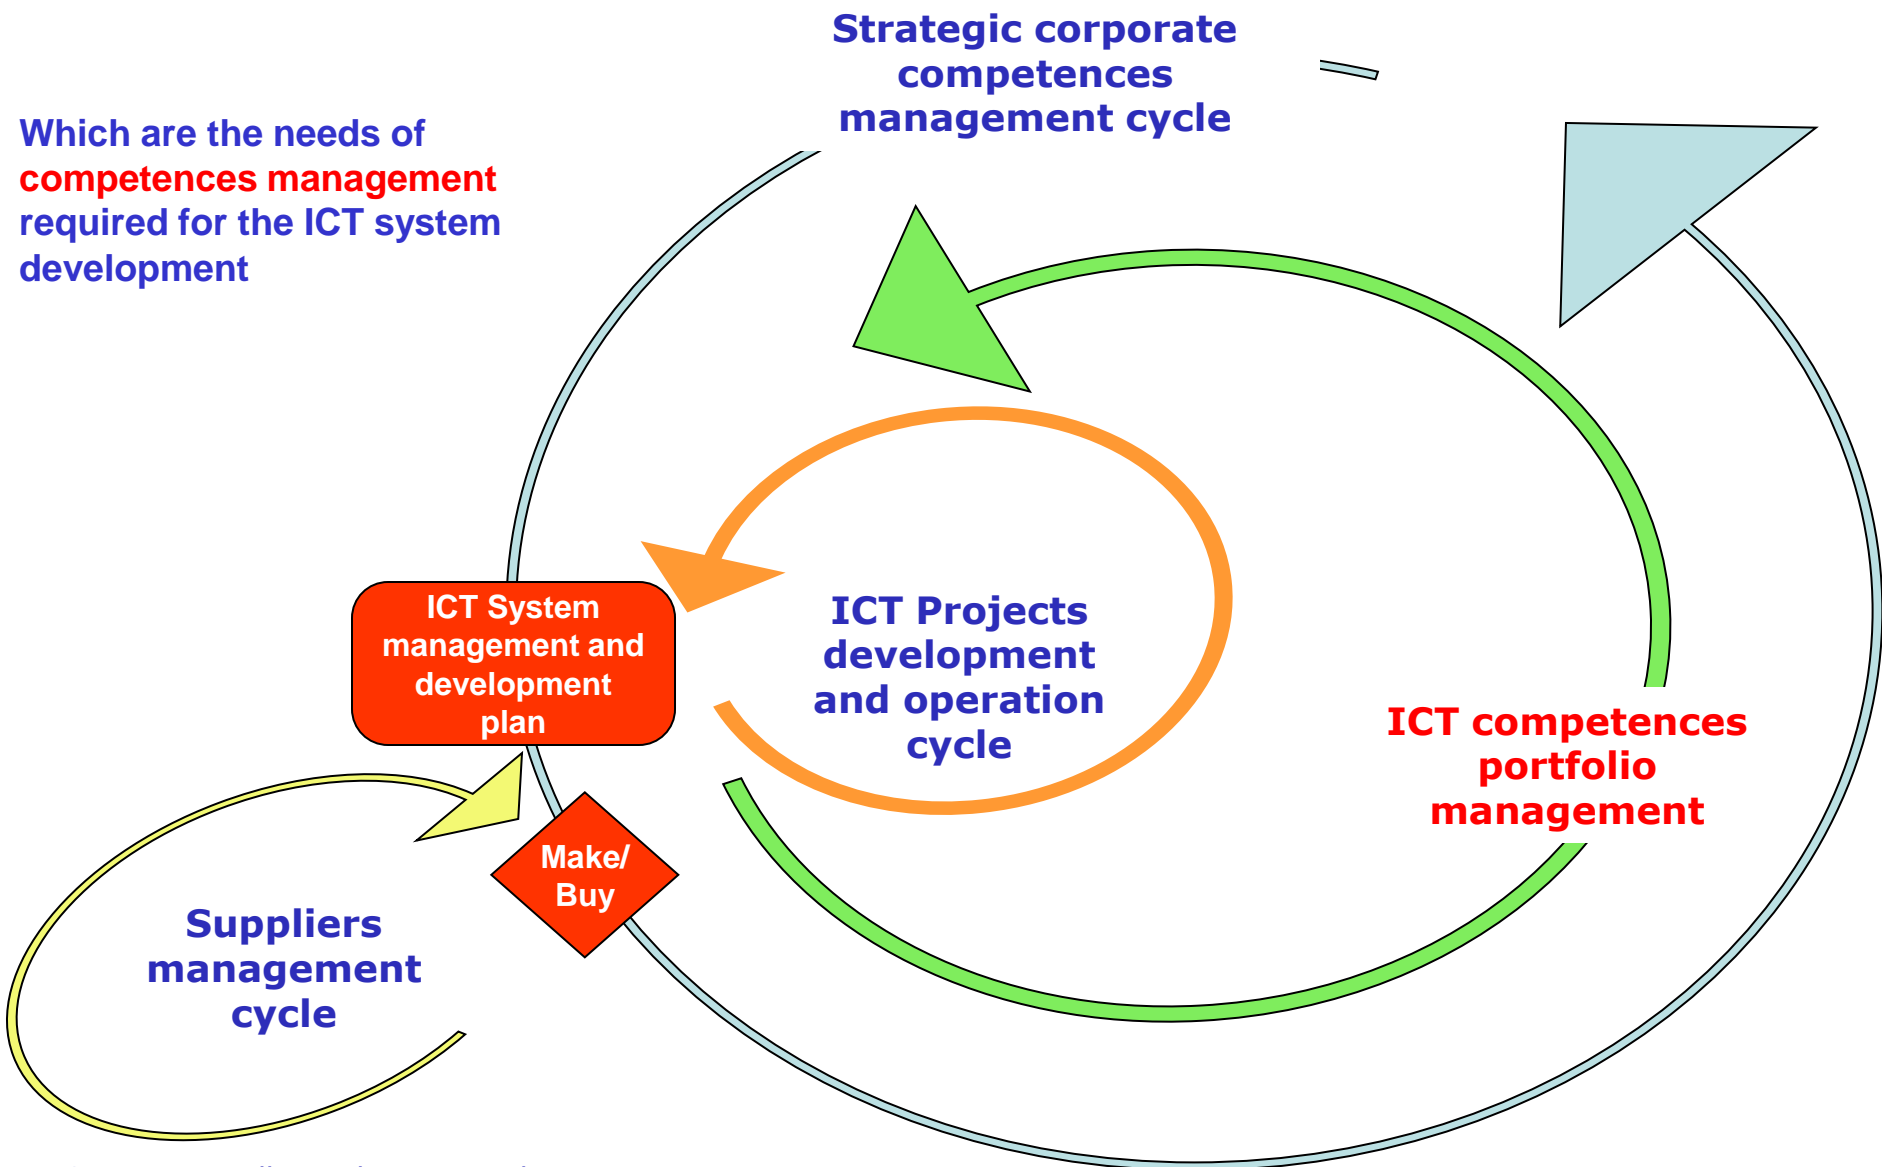 Strategic corporate
competences
management cycle
Which are the needs of
competences management
required for the ICT system
development
ICT System
management and
development
plan
ICT Projects
development
and operation
cycle
ICT competences
portfolio
management
Make/
Buy
Suppliers
management
cycle